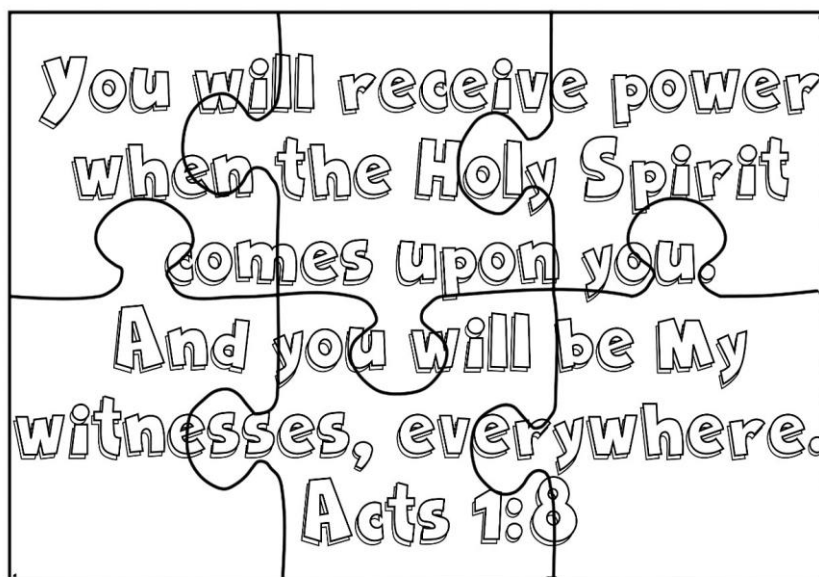 You will receive power
when the Holy Spirit
comes upon you.
And you will be My
witnesses, everywhere.
Acts 1:8